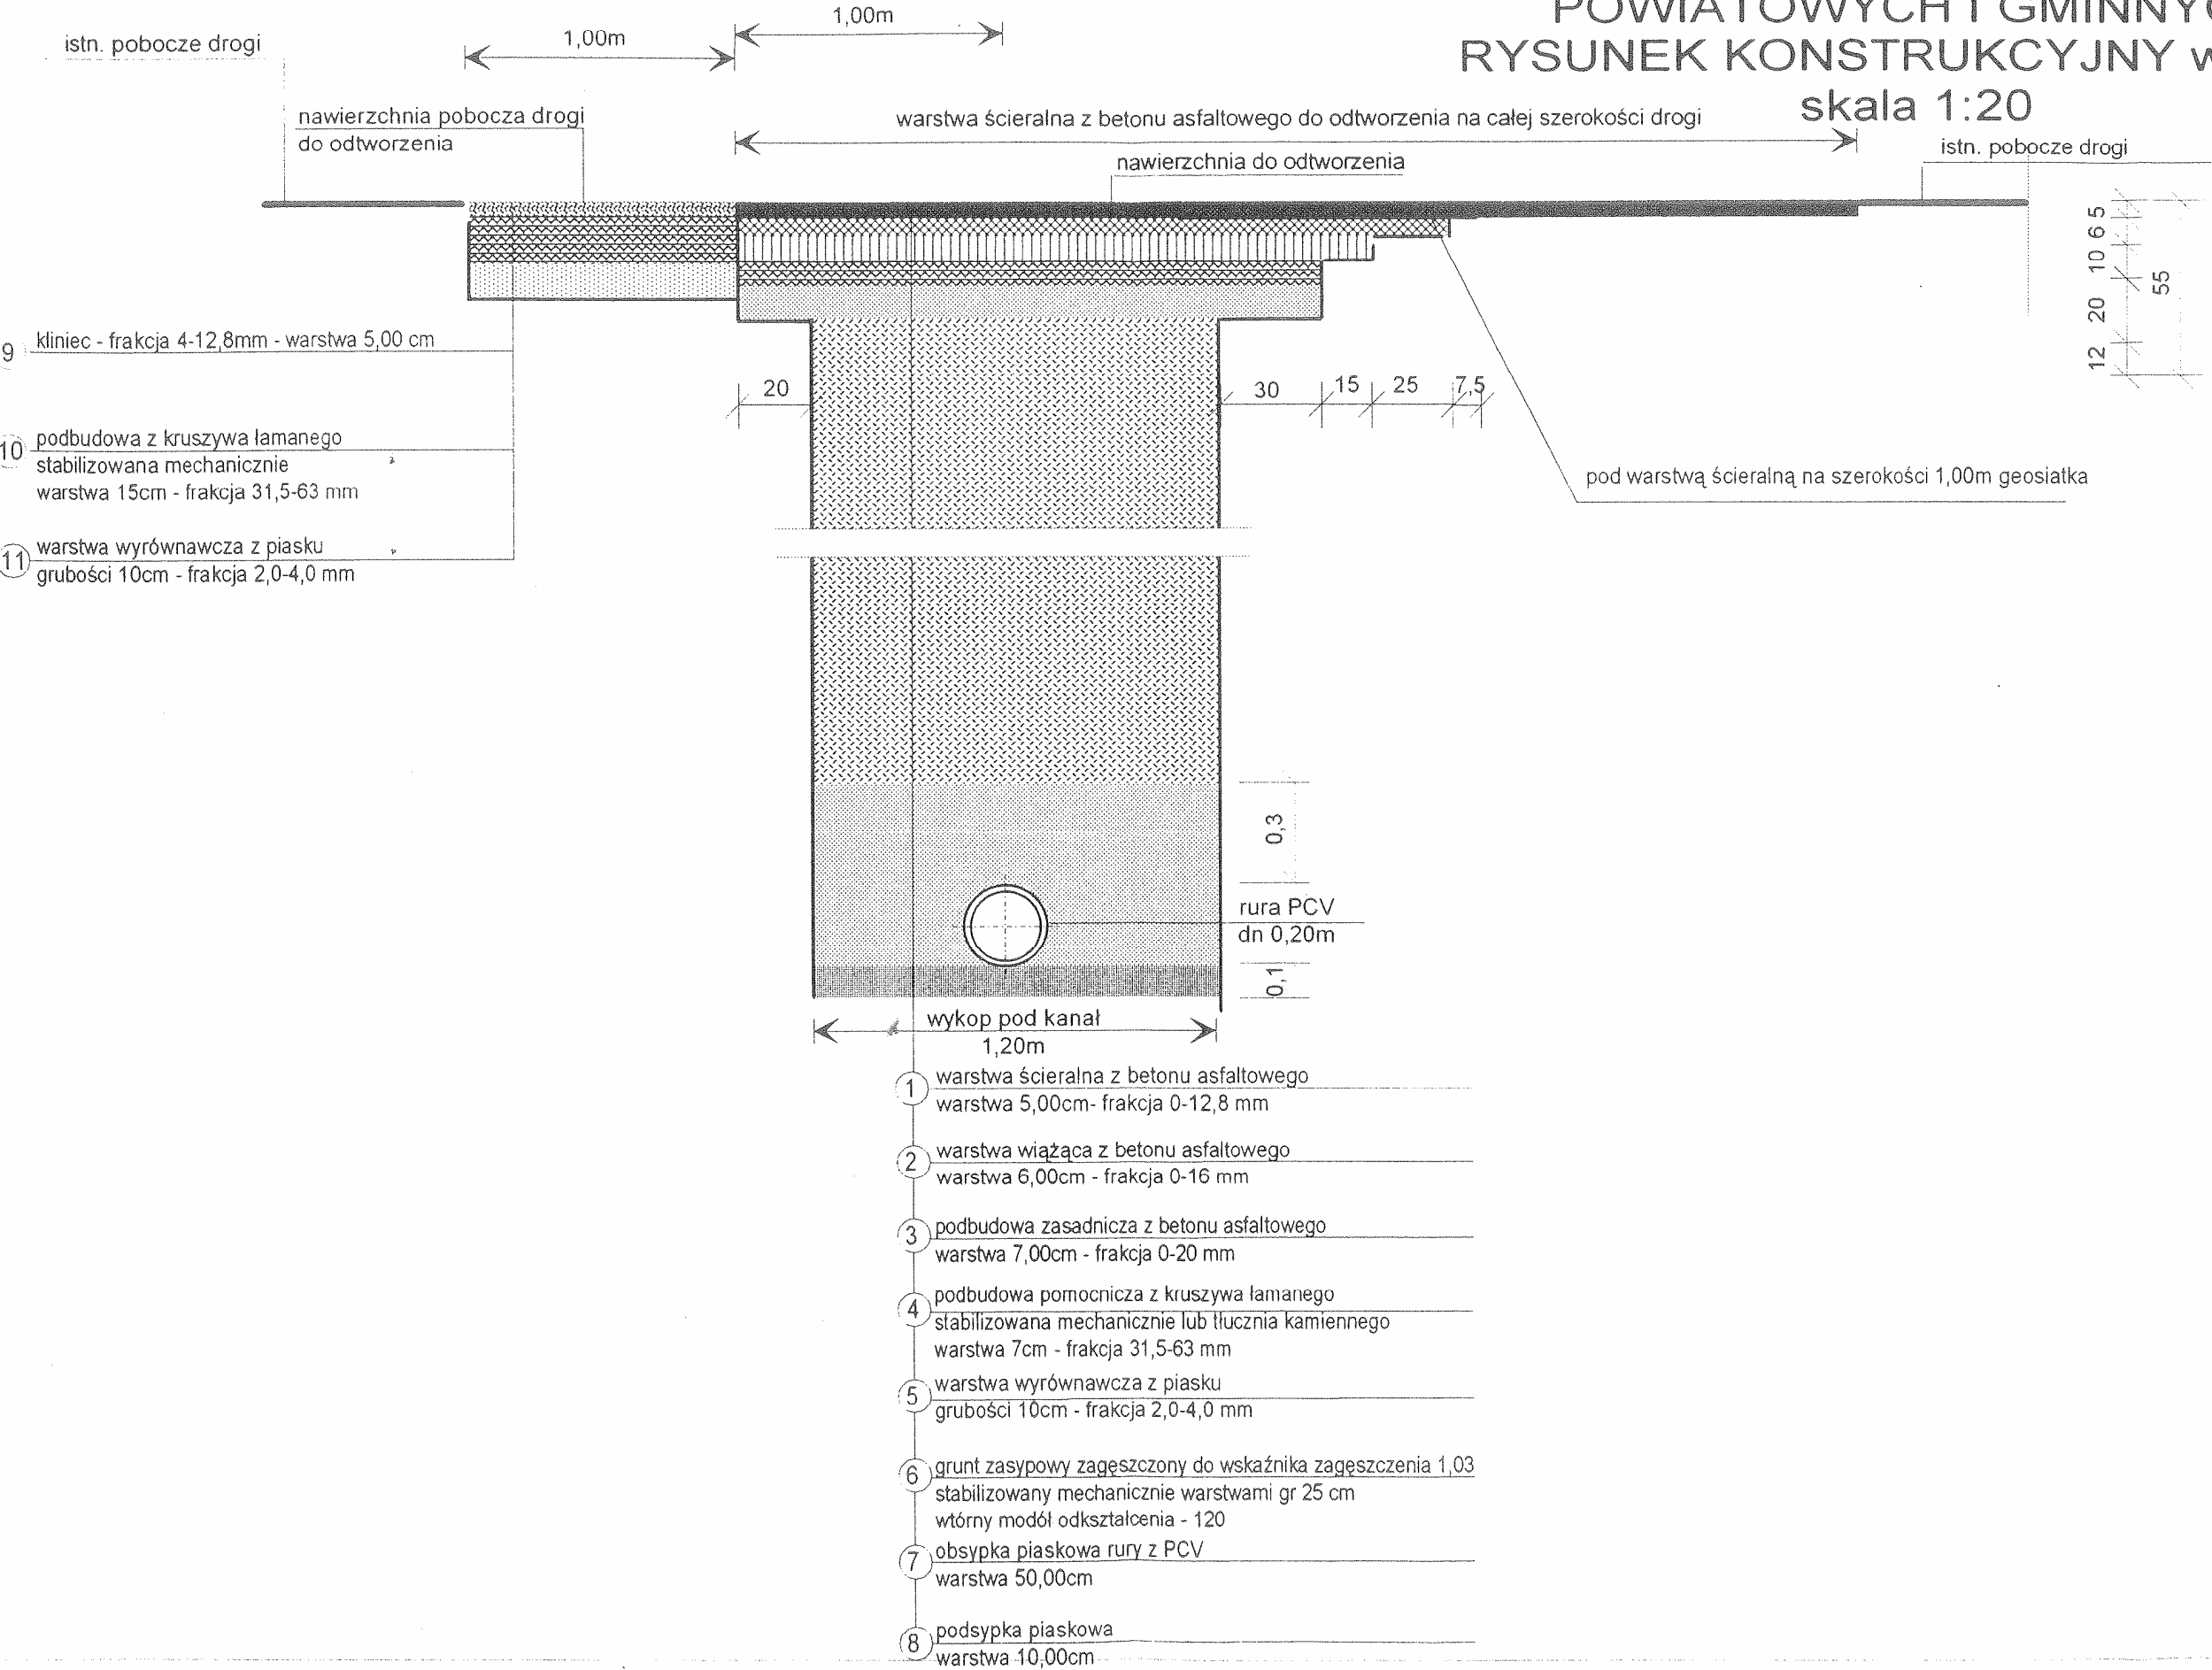 POWIATOWYCH I GMINNYC
RYSUNEK KONSTRUKCYJNY w
skala 1:20
istn. pobocze drogi
1,00m
1,00m
nawierzchnia pobocza drogi
do odtworzenia
warstwa ścieralna z betonu asfaltowego do odtworzenia na całej szerokości drogi
nawierzchnia do odtworzenia
istn. pobocze drogi
5
6
10
20
12
55
9 kliniec - frakcja 4-12,8mm - warstwa 5,00 cm
10 podbudowa z kruszywa łamanego
stabilizowana mechanicznie
warstwa 15cm - frakcja 31,5-63 mm
11 warstwa wyrównawcza z piasku
grubości 10cm - frakcja 2,0-4,0 mm
20
30 15 25 7,5
pod warstwą ścieralną na szerokości 1,00m geosiatka
0,3
rura PCV
dn 0,20m
0,1
wykop pod kanał
1,20m
1 warstwa ścieralna z betonu asfaltowego
warstwa 5,00cm- frakcja 0-12,8 mm
2 warstwa wiążąca z betonu asfaltowego
warstwa 6,00cm - frakcja 0-16 mm
3 podbudowa zasadnicza z betonu asfaltowego
warstwa 7,00cm - frakcja 0-20 mm
4 podbudowa pomocnicza z kruszywa łamanego
stabilizowana mechanicznie lub tłucznia kamiennego
warstwa 7cm - frakcja 31,5-63 mm
5 warstwa wyrównawcza z piasku
grubości 10cm - frakcja 2,0-4,0 mm
6 grunt zasypowy zagęszczony do wskaźnika zagęszczenia 1,03
stabilizowany mechanicznie warstwami gr 25 cm
wtórny modół odkształcenia - 120
7 obsypka piaskowa rury z PCV
warstwa 50,00cm
8 podsypka piaskowa
warstwa 10,00cm